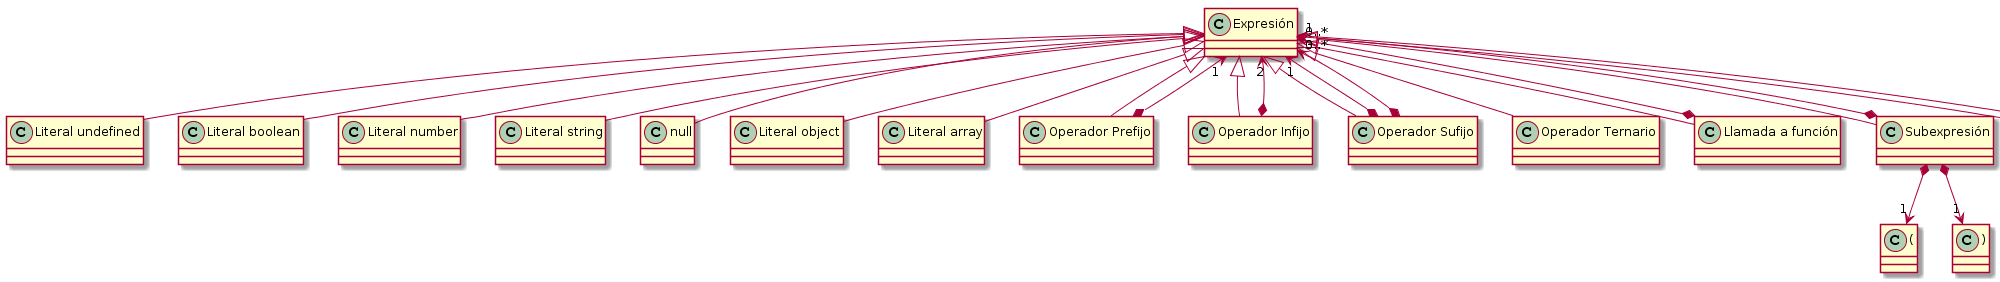 C Expresión
1
0..*
0..*
1
2
1
C Literal undefined
C Literal boolean
C Literal number
C Literal string
C null
C Literal object
C Literal array
C Operador Prefijo
C Operador Infijo
C Operador Sufijo
C Operador Ternario
C Llamada a función
C Subexpresión
1
1
C (
C )